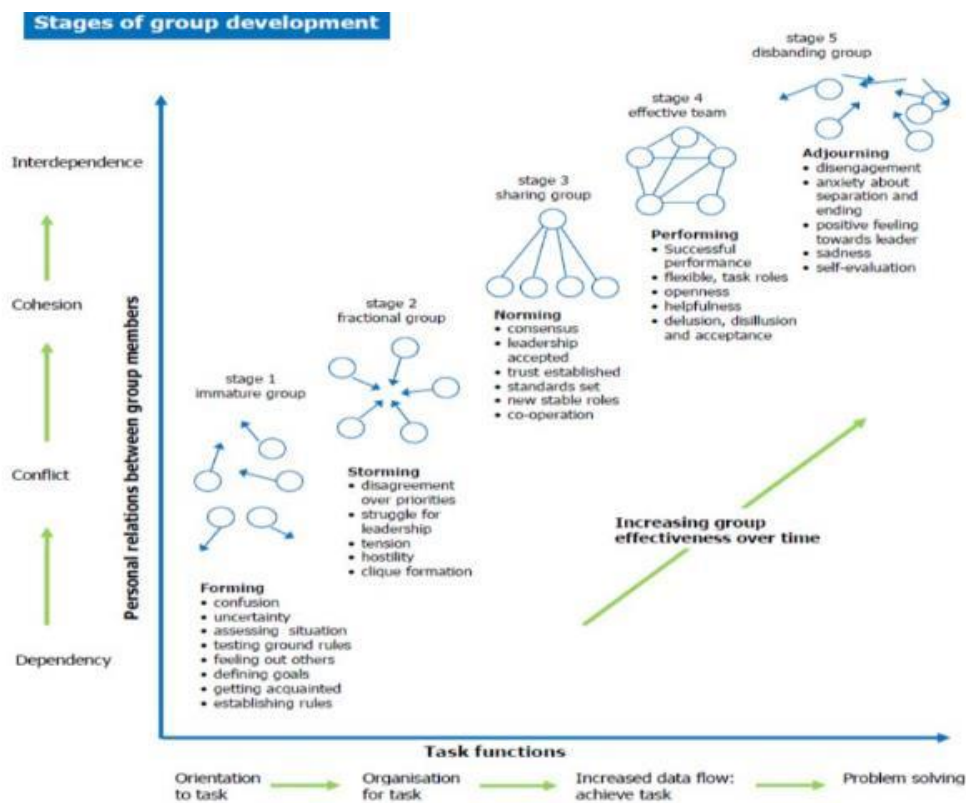 Stages of group development
stage 5
disbanding group
Adjourning
• disengagement
• anxiety about
separation and
ending
• positive feeling
towards leader
• sadness
• self-evaluation
stage 4
effective team
Performing
• Successful
performance
• flexible, task roles
• openness
• helpfulness
• delusion, disillusion
and acceptance
stage 3
sharing group
Norming
• consensus
• leadership
accepted
• trust established
• standards set
• new stable roles
• co-operation
stage 2
fractional group
Storming
• disagreement
over priorities
• struggle for
leadership
• tension
• hostility
• clique formation
stage 1
immature group
Forming
• confusion
• uncertainty
• assessing situation
• testing ground rules
• feeling out others
• defining goals
• getting acquainted
• establishing rules
Interdependence
Cohesion
Conflict
Dependency
Personal relations between group members
Increasing group
effectiveness over time
Task functions
Orientation
to task
Organisation
for task
Increased data flow:
achieve task
Problem solving